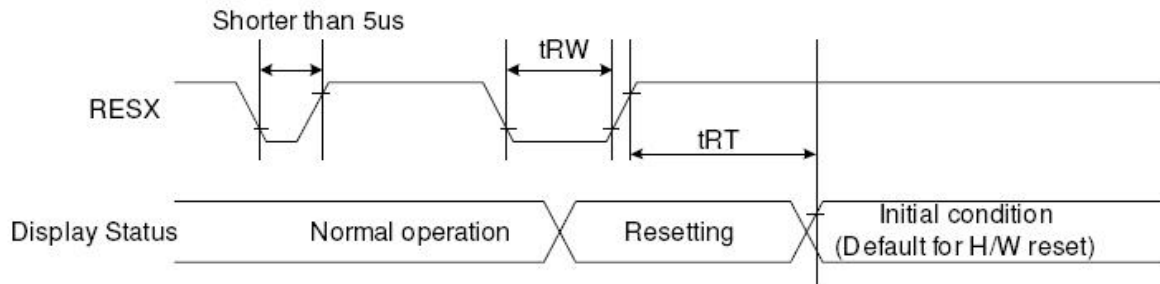 Shorter than 5us
tRW
RESX
tRT
Display Status
Normal operation
Resetting
Initial condition
(Default for H/W reset)